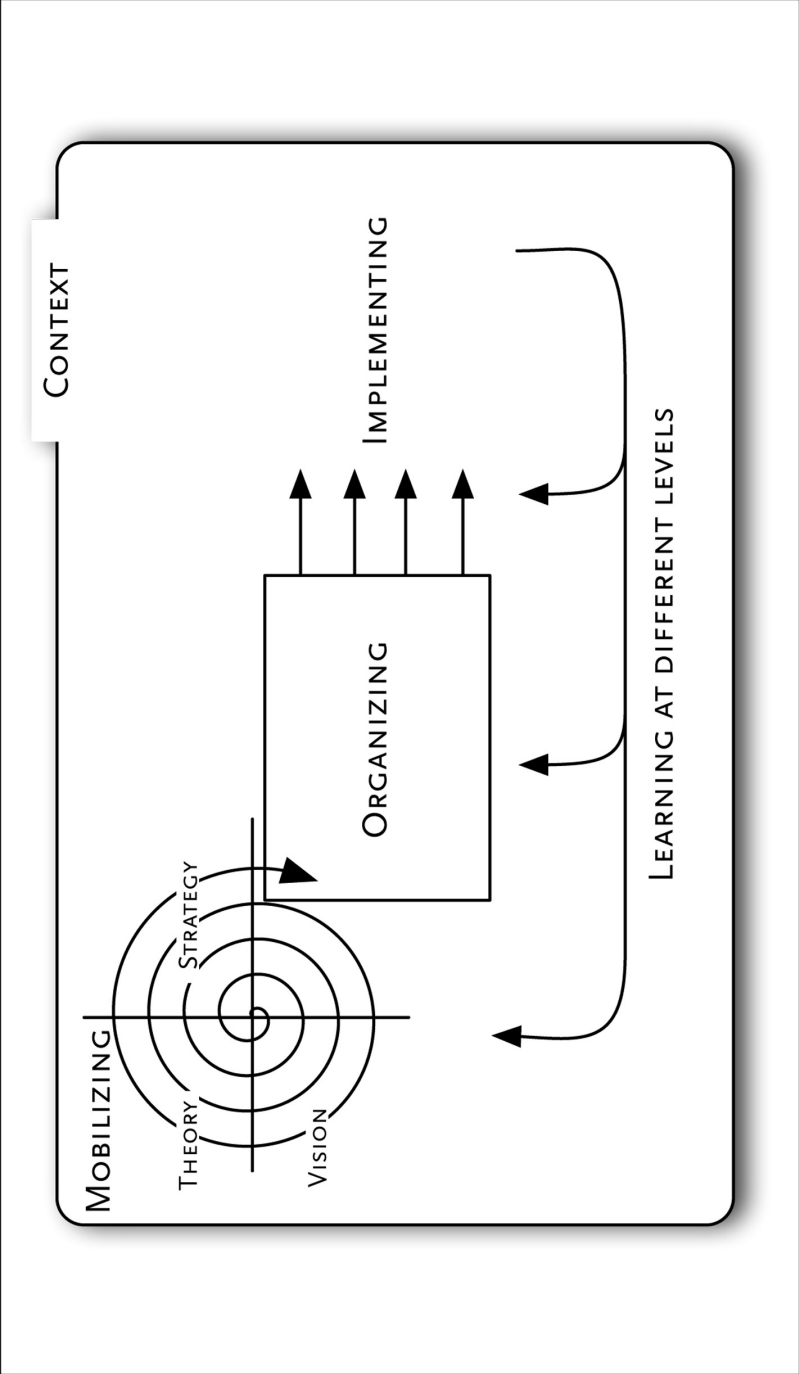 Context
Mobilizing
Theory
Strategy
Vision
Organizing
Implementing
Learning at different levels